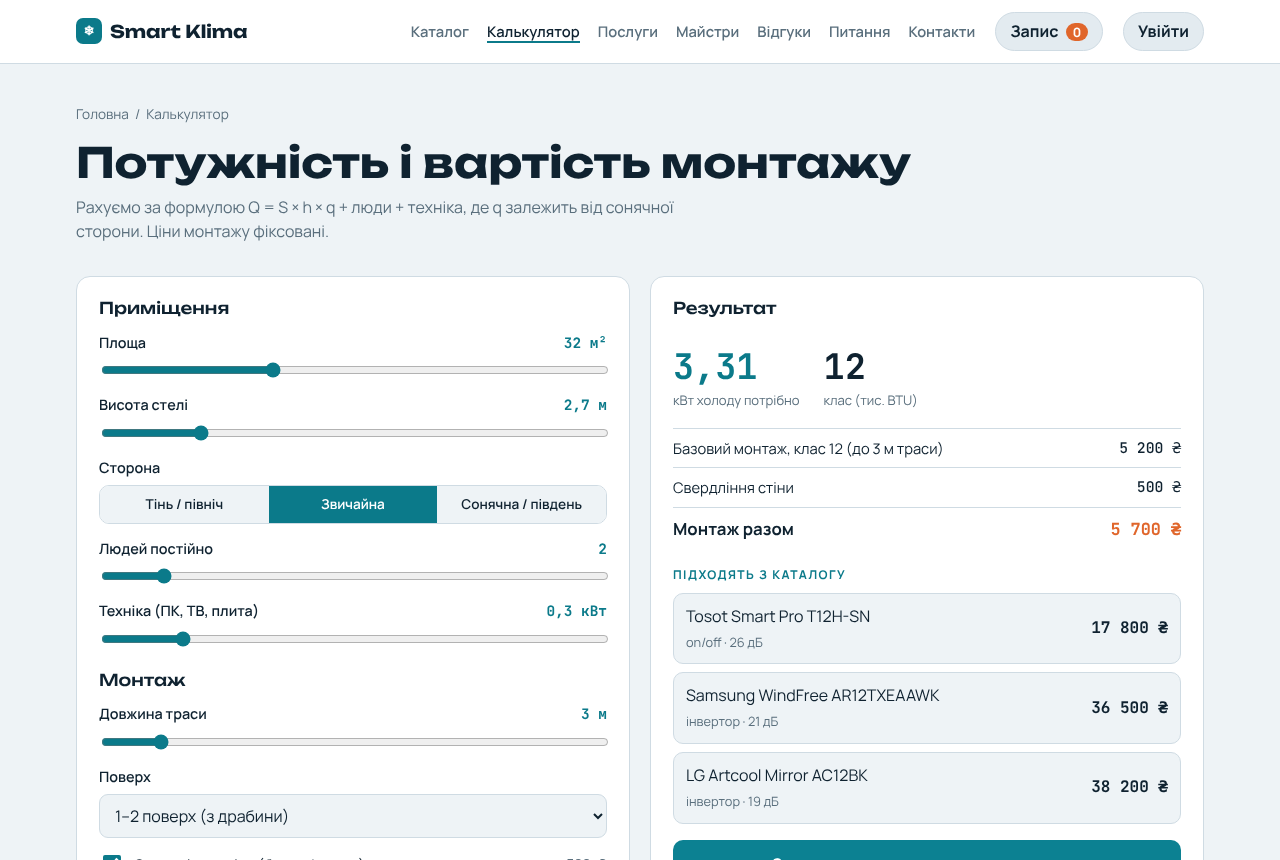 Smart Klima
Каталог Калькулятор Послуги Майстри Відгуки Питання Контакти Запис 0 Увійти
Головна / Калькулятор
Потужність і вартість монтажу
Рахуємо за формулою Q = S × h × q + люди + техніка, де q залежить від сонячної
сторони. Ціни монтажу фіксовані.
Приміщення
Площа 32 м²
Висота стелі 2,7 м
Сторона
Тінь / північ Звичайна Сонячна / південь
Людей постійно 2
Техніка (ПК, ТВ, плита) 0,3 кВт
Монтаж
Довжина траси 3 м
Поверх
1–2 поверх (з драбини)
Результат
3,31 12
кВт холоду потрібно клас (тис. BTU)
Базовий монтаж, клас 12 (до 3 м траси) 5 200 ₴
Свердління стіни 500 ₴
Монтаж разом 5 700 ₴
ПІДХОДЯТЬ З КАТАЛОГУ
Tosot Smart Pro T12H-SN 17 800 ₴
on/off · 26 дБ
Samsung WindFree AR12TXEAAWK 36 500 ₴
інвертор · 21 дБ
LG Artcool Mirror AC12BK 38 200 ₴
інвертор · 19 дБ